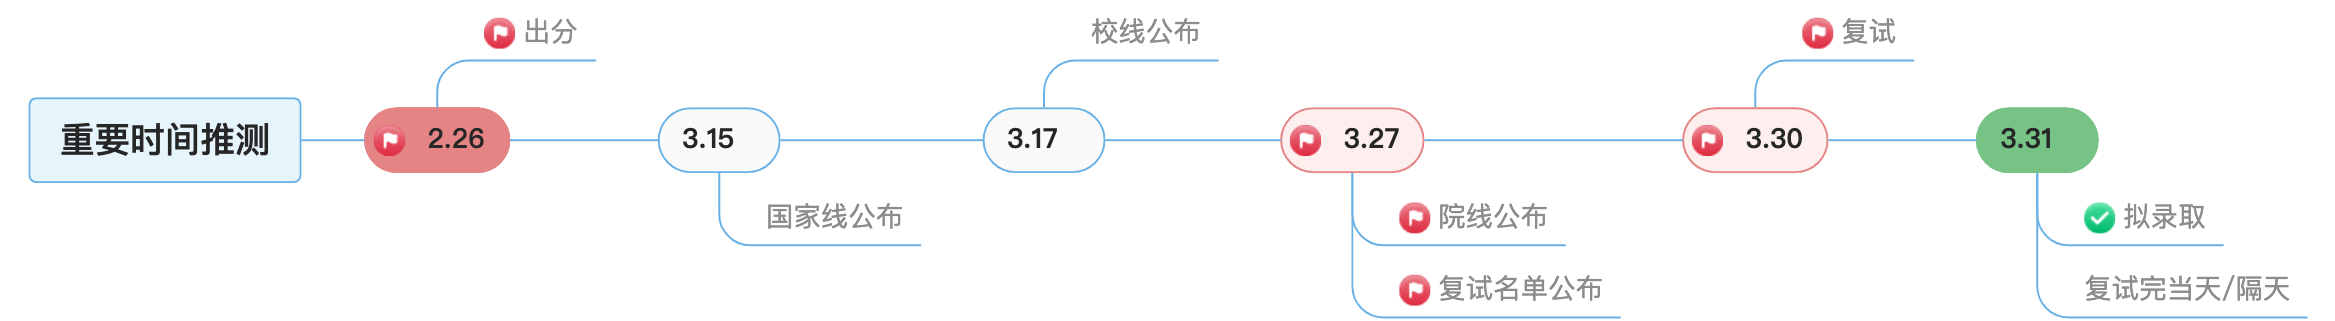 重要时间推测
2.26
出分
3.15
国家线公布
3.17
校线公布
3.27
院线公布
复试名单公布
3.30
复试
3.31
拟录取
复试完当天/隔天